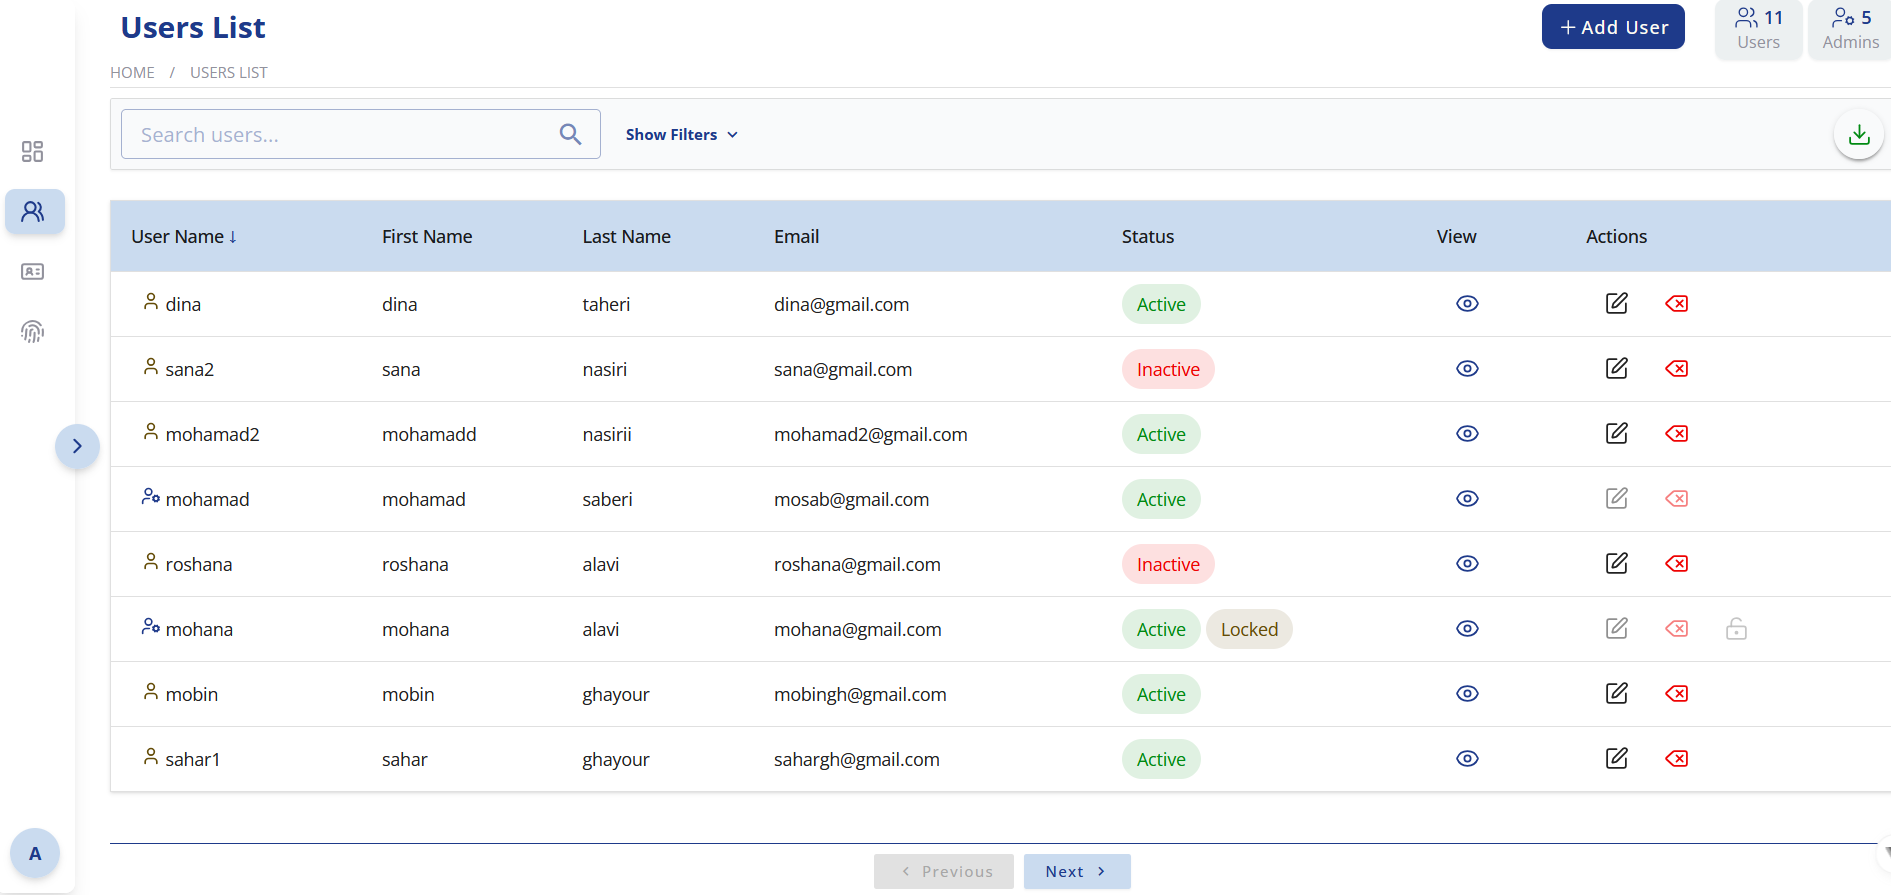 Users List
+ Add User
11
Users
5
Admins
HOME / USERS LIST
Search users...
Show Filters
User Name ↓ First Name Last Name Email Status View Actions
dina dina taheri dina@gmail.com Active
sana2 sana nasiri sana@gmail.com Inactive
mohamad2 mohamadd nasirii mohamad2@gmail.com Active
mohamad mohamad saberi mosab@gmail.com Active
roshana roshana alavi roshana@gmail.com Inactive
mohana mohana alavi mohana@gmail.com Active Locked
mobin mobin ghayour mobingh@gmail.com Active
sahar1 sahar ghayour sahargh@gmail.com Active
A
Previous Next